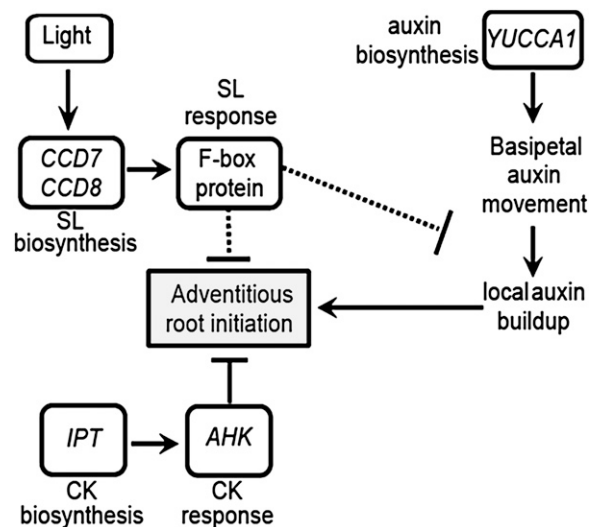 Light
auxin
biosynthesis
YUCCA1
SL
response
CCD7
CCD8
F-box
protein
SL
biosynthesis
Basipetal
auxin
movement
Adventitious
root initiation
local auxin
buildup
IPT
AHK
CK
biosynthesis
CK
response